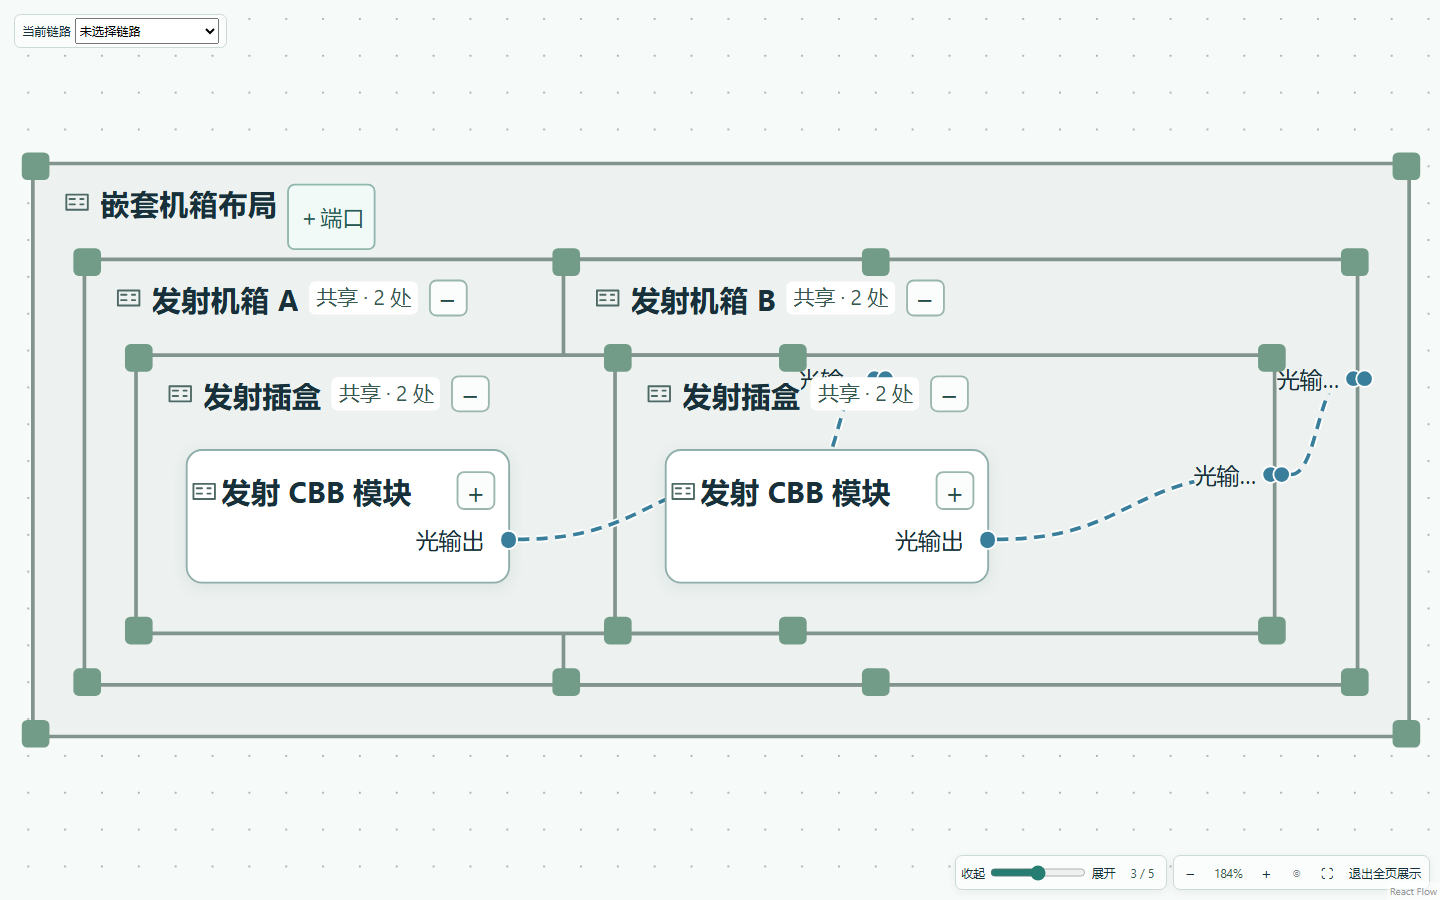 当前链路 未选择链路
嵌套机箱布局 + 端口
发射机箱 A 共享 · 2 处 − 发射机箱 B 共享 · 2 处 −
光输 光输...
发射插盒 共享 · 2 处 − 发射插盒 共享 · 2 处 −
光输...
发射 CBB 模块 + 发射 CBB 模块 +
光输出 光输出
收起 展开 3 / 5 − 184% + 退出全页展示
React Flow